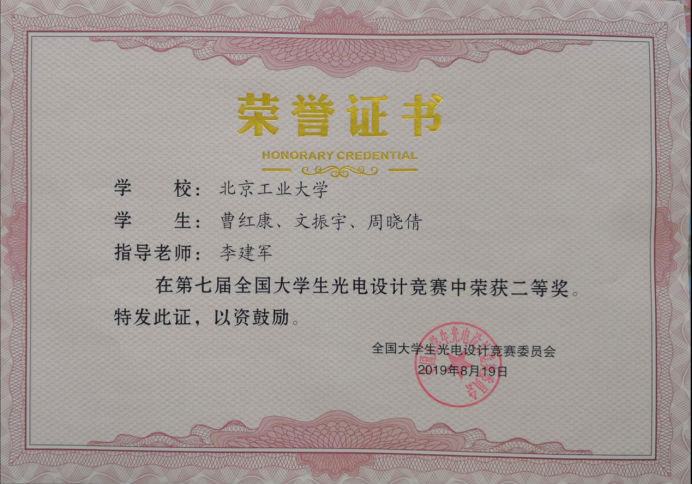 荣誉证书
HONORARY CREDENTIAL
学 校：北京工业大学
学 生：曹红康、文振宇、周晓倩
指导老师：李建军
在第七届全国大学生光电设计竞赛中荣获二等奖。
特发此证，以资鼓励。
全国大学生光电设计竞赛委员会
2019年8月19日